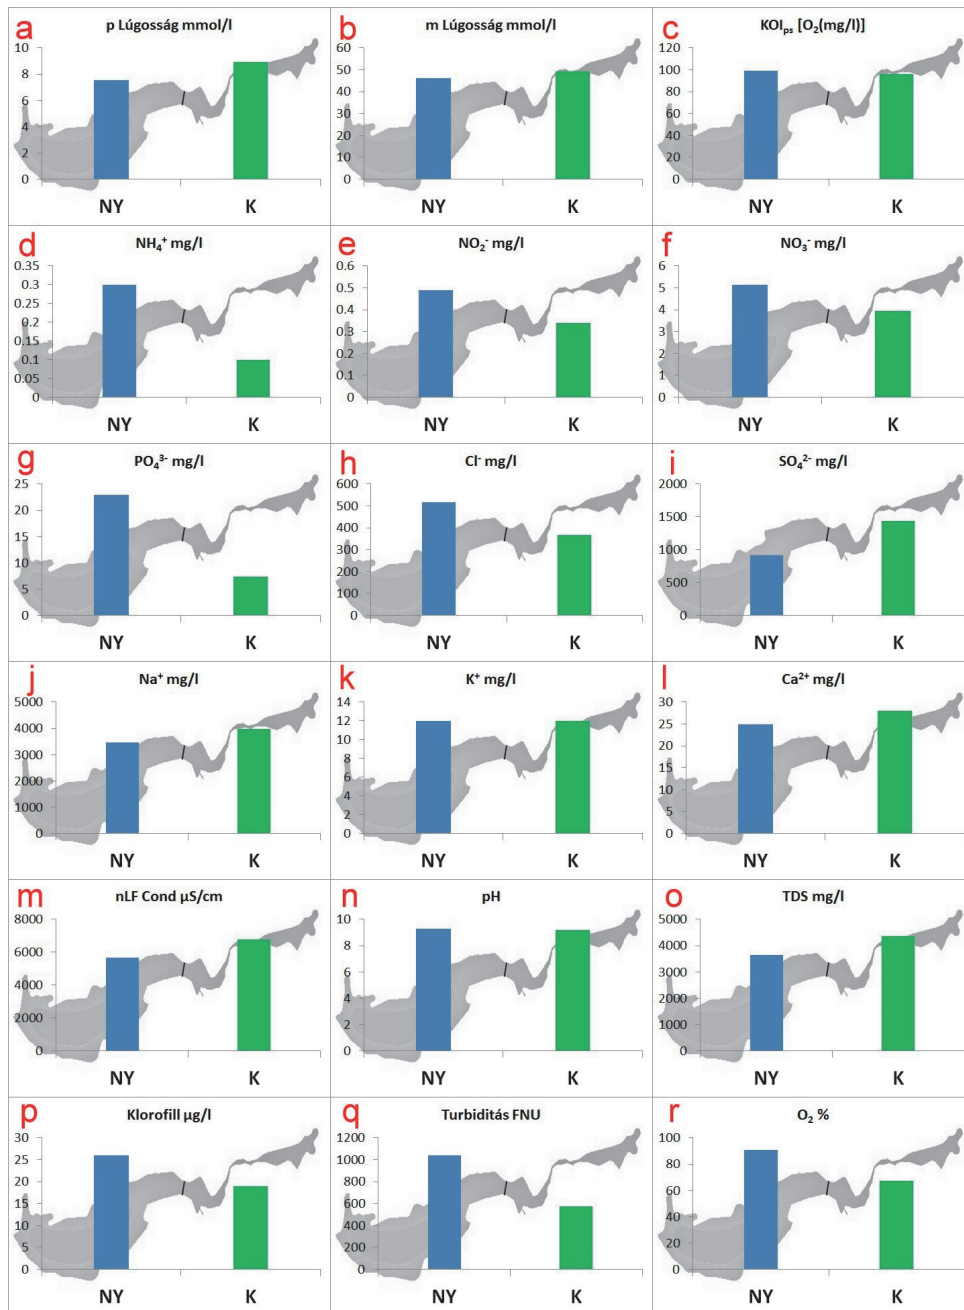 a
p Lúgosság mmol/l
10
8
6
4
2
0
NY K
b
m Lúgosság mmol/l
60
50
40
30
20
10
0
NY K
c
KOIps [O₂(mg/l)]
120
100
80
60
40
20
0
NY K
d
NH₄⁺ mg/l
0.35
0.3
0.25
0.2
0.15
0.1
0.05
0
NY K
e
NO₂⁻ mg/l
0.6
0.5
0.4
0.3
0.2
0.1
0
NY K
f
NO₃⁻ mg/l
6
5
4
3
2
1
0
NY K
g
PO₄³⁻ mg/l
25
20
15
10
5
0
NY K
h
Cl⁻ mg/l
600
500
400
300
200
100
0
NY K
i
SO₄²⁻ mg/l
2000
1500
1000
500
0
NY K
j
Na⁺ mg/l
5000
4000
3000
2000
1000
0
NY K
k
K⁺ mg/l
14
12
10
8
6
4
2
0
NY K
l
Ca²⁺ mg/l
30
25
20
15
10
5
0
NY K
m
nLF Cond µS/cm
8000
6000
4000
2000
0
NY K
n
pH
10
8
6
4
2
0
NY K
o
TDS mg/l
5000
4000
3000
2000
1000
0
NY K
p
Klorofill µg/l
30
25
20
15
10
5
0
NY K
q
Turbiditás FNU
1200
1000
800
600
400
200
0
NY K
r
O₂ %
100
80
60
40
20
0
NY K